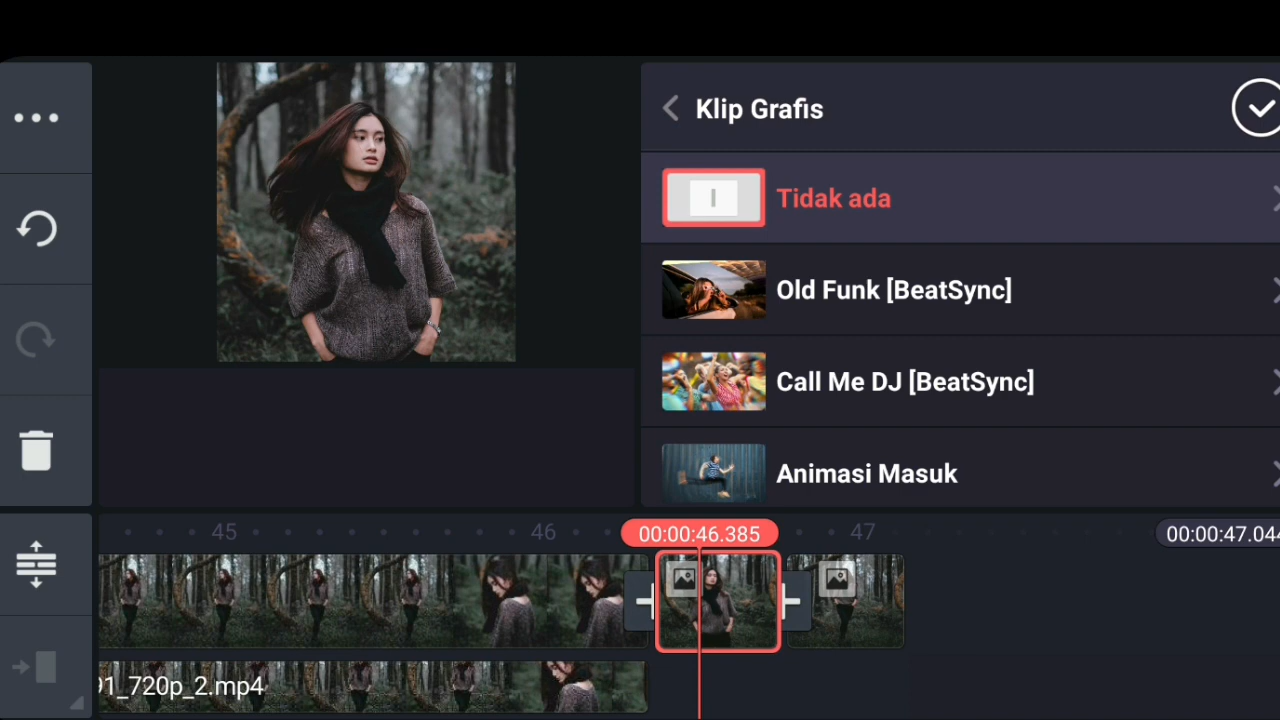 Klip Grafis
Tidak ada
Old Funk [BeatSync]
Call Me DJ [BeatSync]
Animasi Masuk
45
46
00:00:46.385
47
00:00:47.044
91_720p_2.mp4